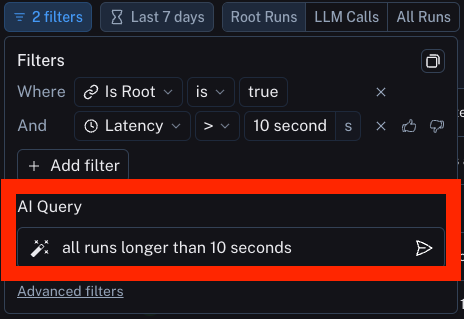 2 filters Last 7 days Root Runs LLM Calls All Runs
Filters
Where Is Root is true
And Latency > 10 second s
+ Add filter
AI Query
all runs longer than 10 seconds
Advanced filters